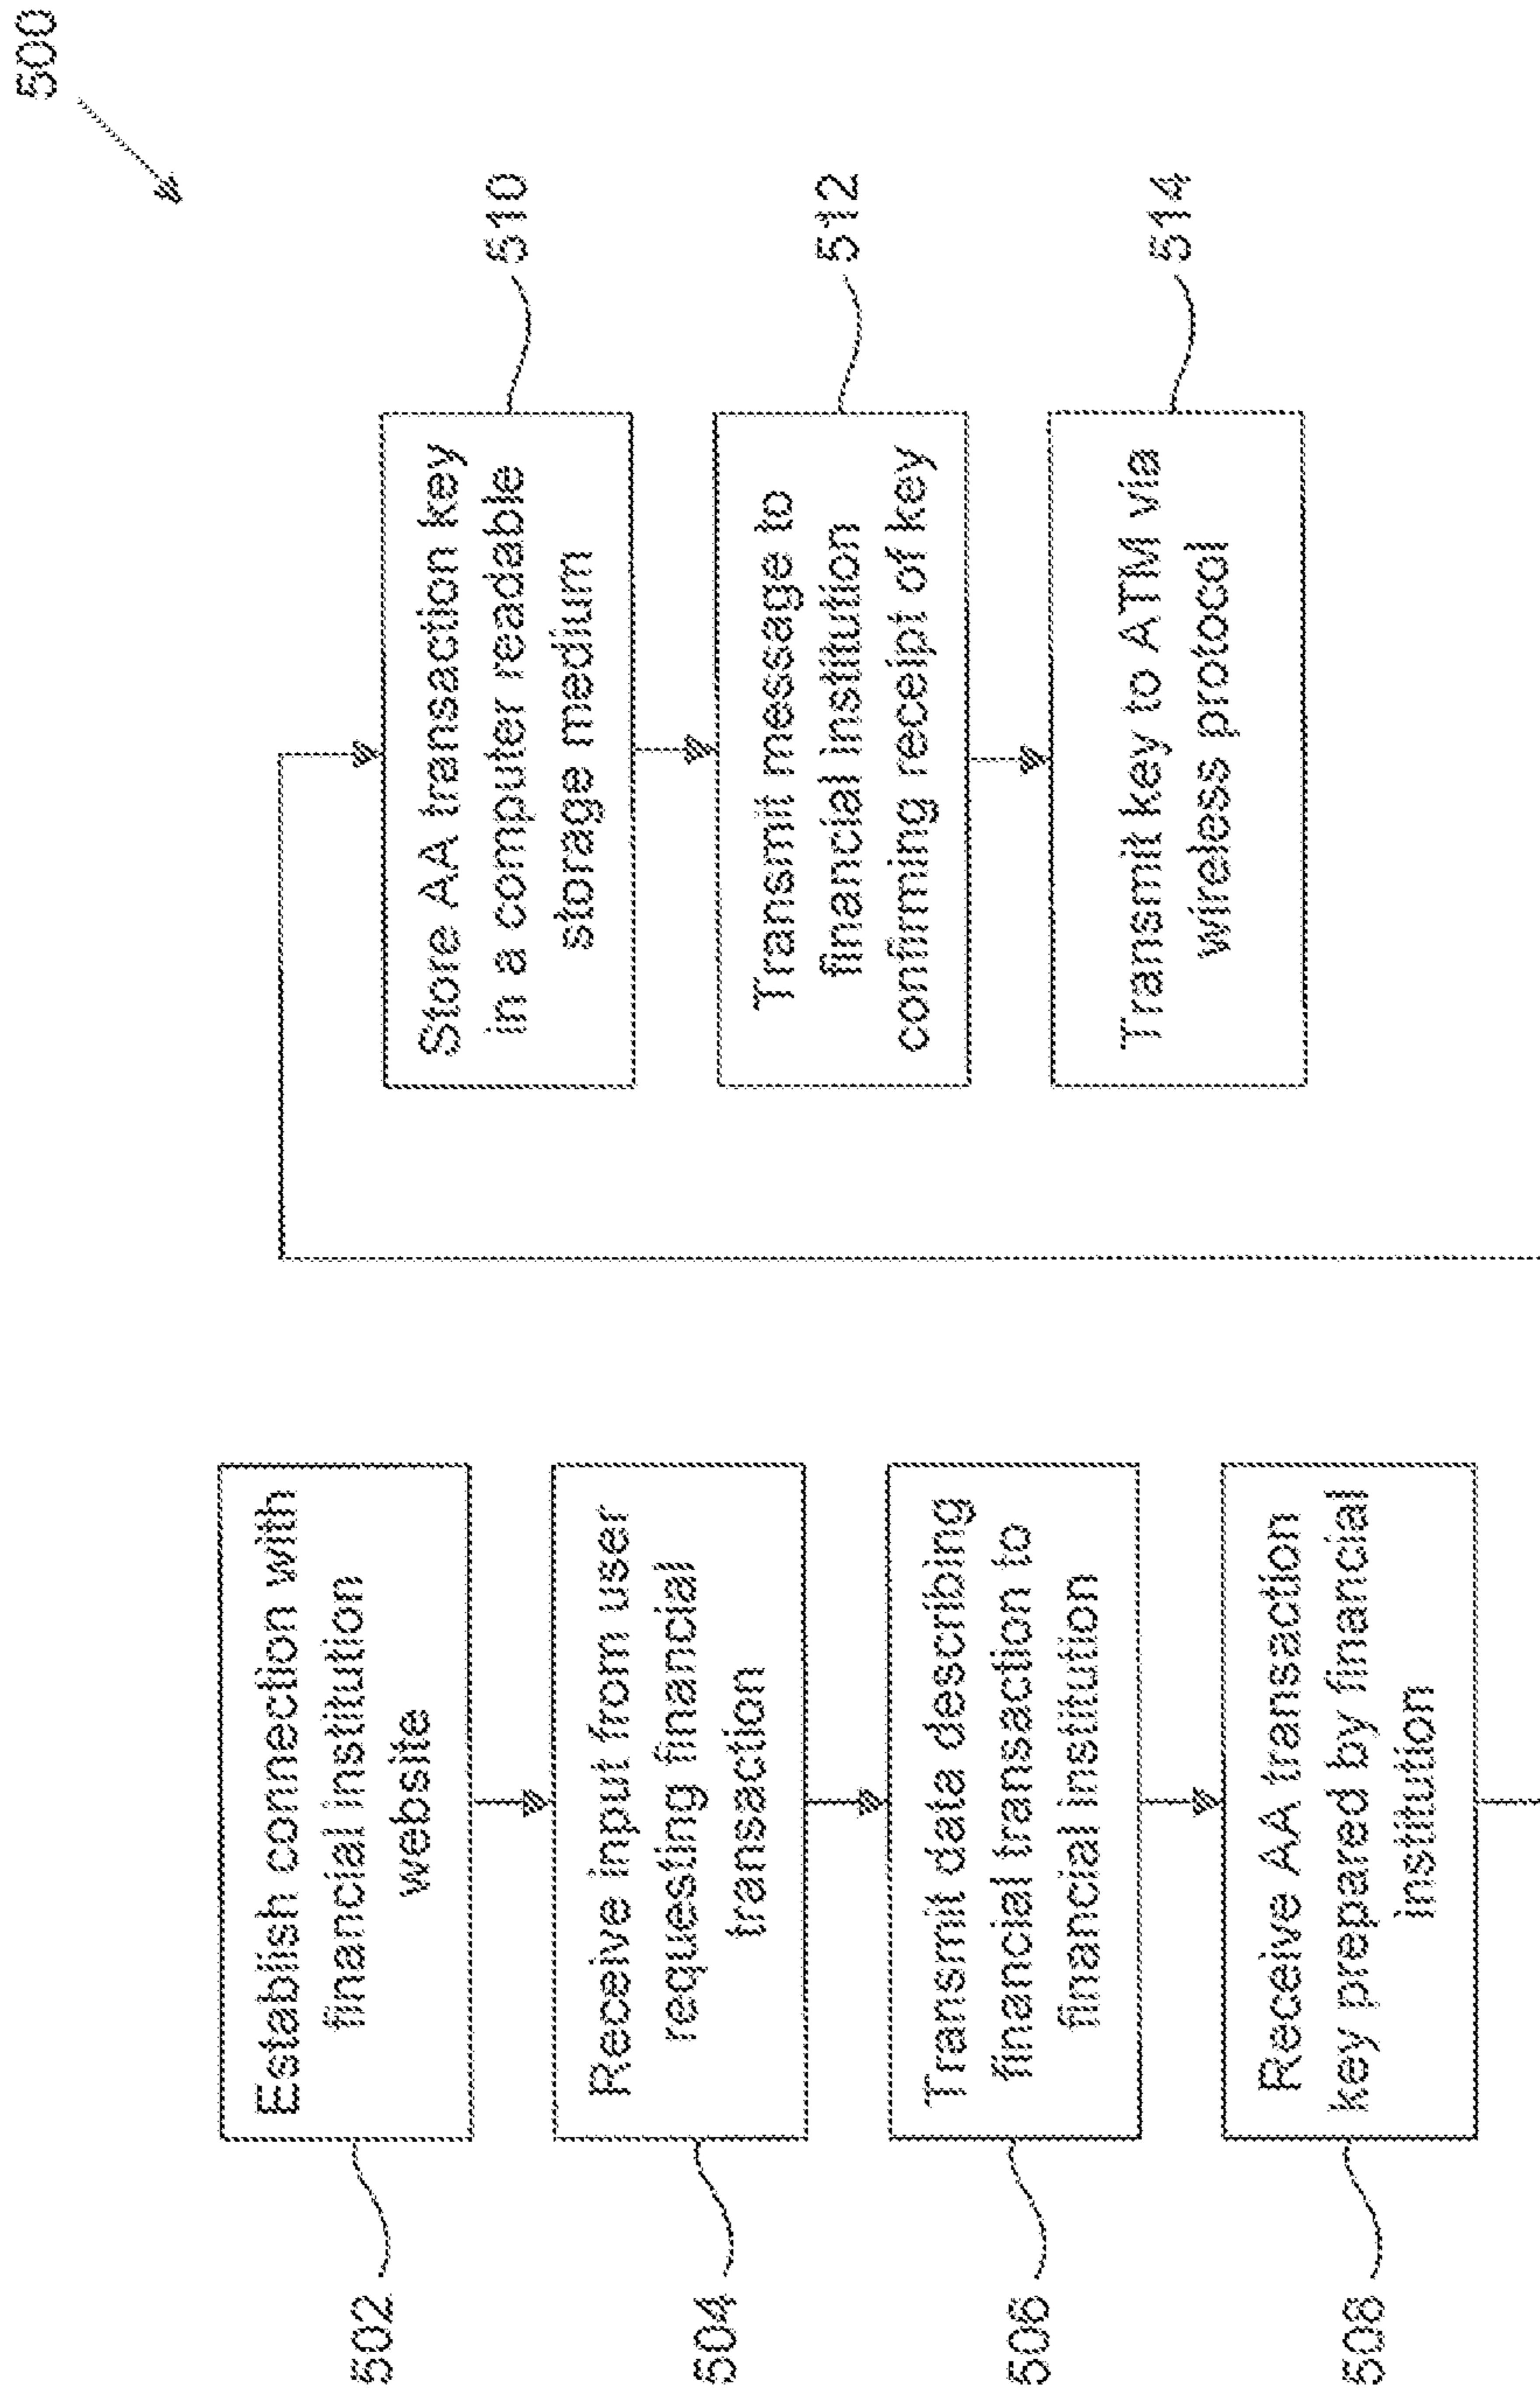 500
502
Establish connection with
financial institution
website
504
Receive input from user
requesting financial
transaction
506
Transmit data describing
financial transaction to
financial institution
508
Receive AA transaction
key prepared by financial
institution
Store AA transaction key
in a computer readable
storage medium
510
Transmit message to
financial institution
confirming receipt of key
512
Transmit key to ATM via
wireless protocol
514